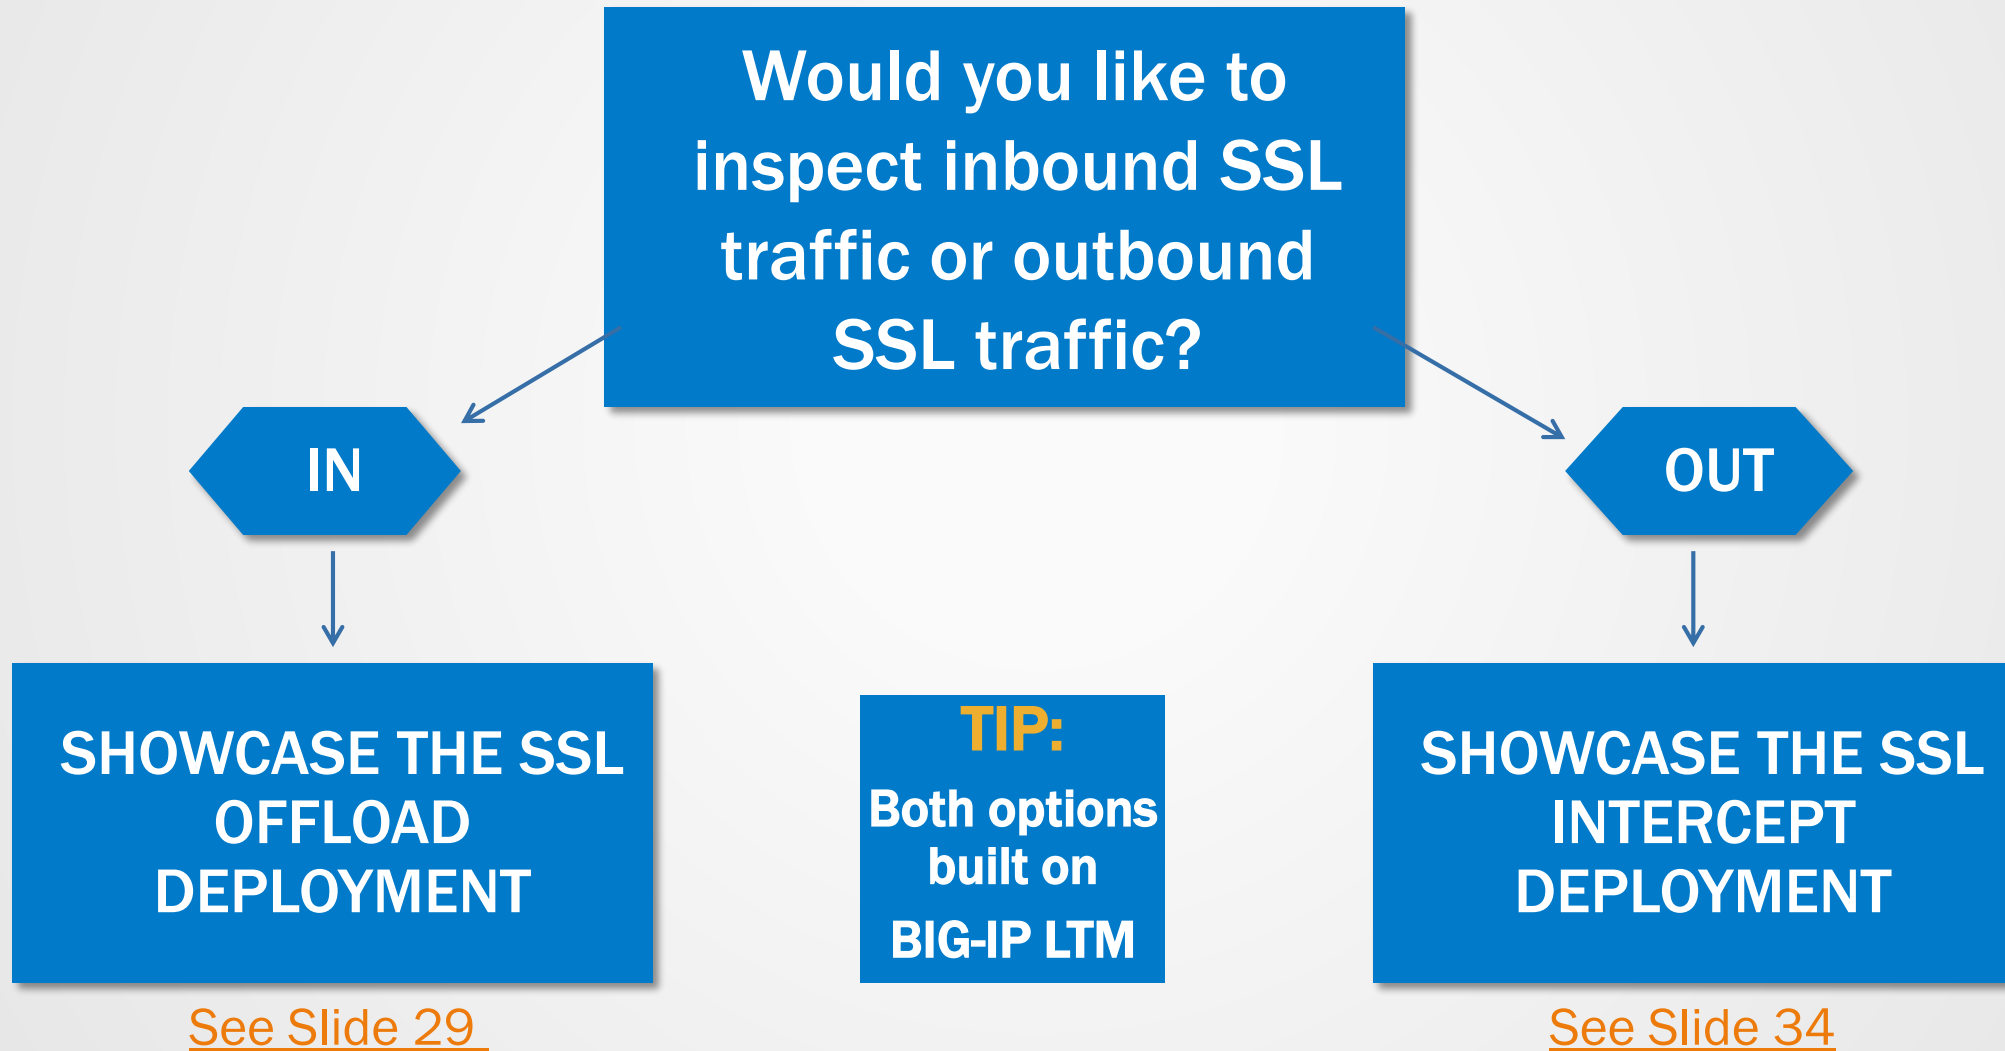 Would you like to
inspect inbound SSL
traffic or outbound
SSL traffic?
IN
OUT
SHOWCASE THE SSL
OFFLOAD
DEPLOYMENT
See Slide 29
TIP:
Both options
built on
BIG-IP LTM
SHOWCASE THE SSL
INTERCEPT
DEPLOYMENT
See Slide 34